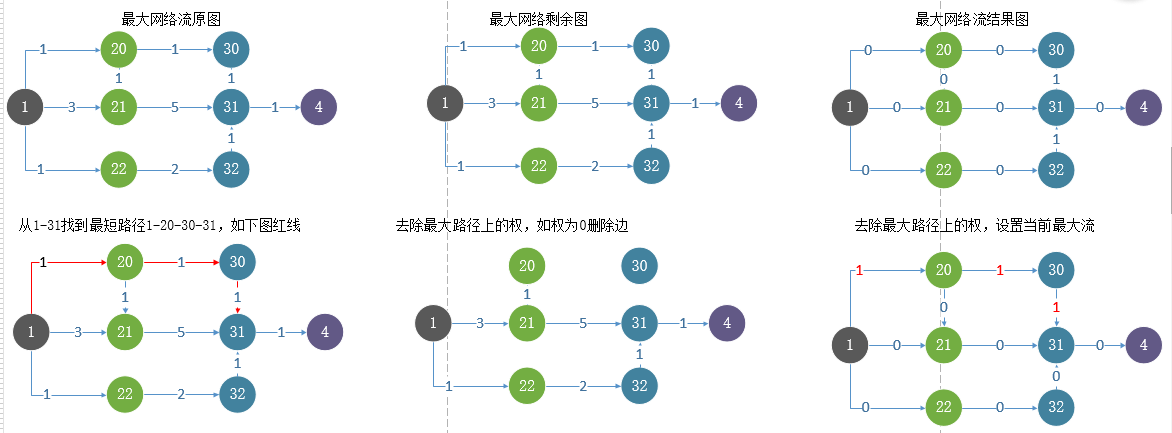 最大网络流原图
最大网络剩余图
最大网络流结果图
1 20 1 30
1 1
1 3 21 5 31 1 4
1
1 22 2 32
1 20 1 30
1 1
1 3 21 5 31 1 4
1
1 22 2 32
0 20 0 30
0 1
1 0 21 0 31 0 4
1
0 22 0 32
从1-31找到最短路径1-20-30-31，如下图红线
去除最大路径上的权，如权为0删除边
去除最大路径上的权，设置当前最大流
1 20 1 30
1 1
1 3 21 5 31 1 4
1
1 22 2 32
20 30
1
1 3 21 5 31 1 4
1
1 22 2 32
1 20 1 30
0 1
1 0 21 0 31 0 4
0
0 22 0 32